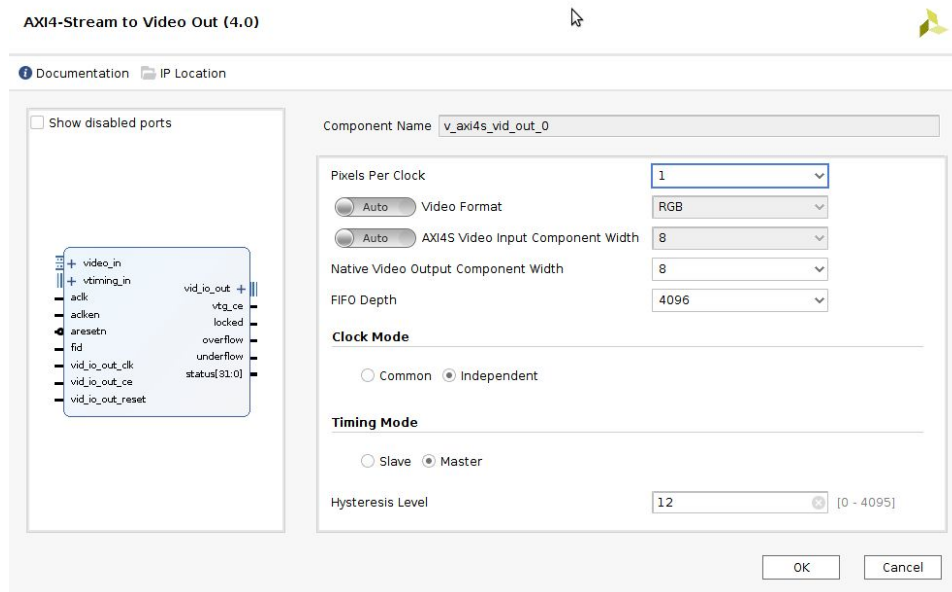 AXI4-Stream to Video Out (4.0)
Documentation IP Location
Show disabled ports
+ video_in
+ vtiming_in
aclk
aclken
aresetn
fid
vid_io_out_clk
vid_io_out_ce
vid_io_out_reset
vid_io_out +
vtg_ce
locked
overflow
underflow
status[31:0]
Component Name v_axi4s_vid_out_0
Pixels Per Clock 1
Auto Video Format RGB
Auto AXI4S Video Input Component Width 8
Native Video Output Component Width 8
FIFO Depth 4096
Clock Mode
Common Independent
Timing Mode
Slave Master
Hysteresis Level 12 [0 - 4095]
OK Cancel